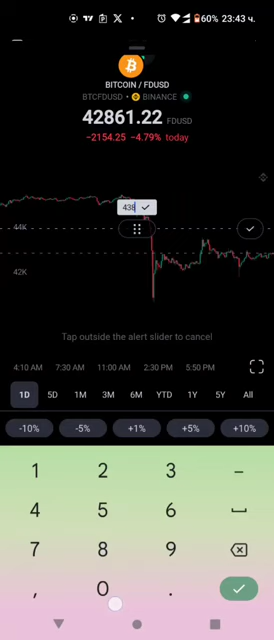 60% 23:43 ч.
BITCOIN / FDUSD
BTCFDUSD • BINANCE
42861.22 FDUSD
−2154.25 −4.79% today
438
44K
42K
Tap outside the alert slider to cancel
4:10 AM 7:30 AM 11:00 AM 2:30 PM 5:50 PM
1D 5D 1M 3M 6M YTD 1Y 5Y All
-10% -5% +1% +5% +10%
1 2 3 −
4 5 6
7 8 9
, 0 .